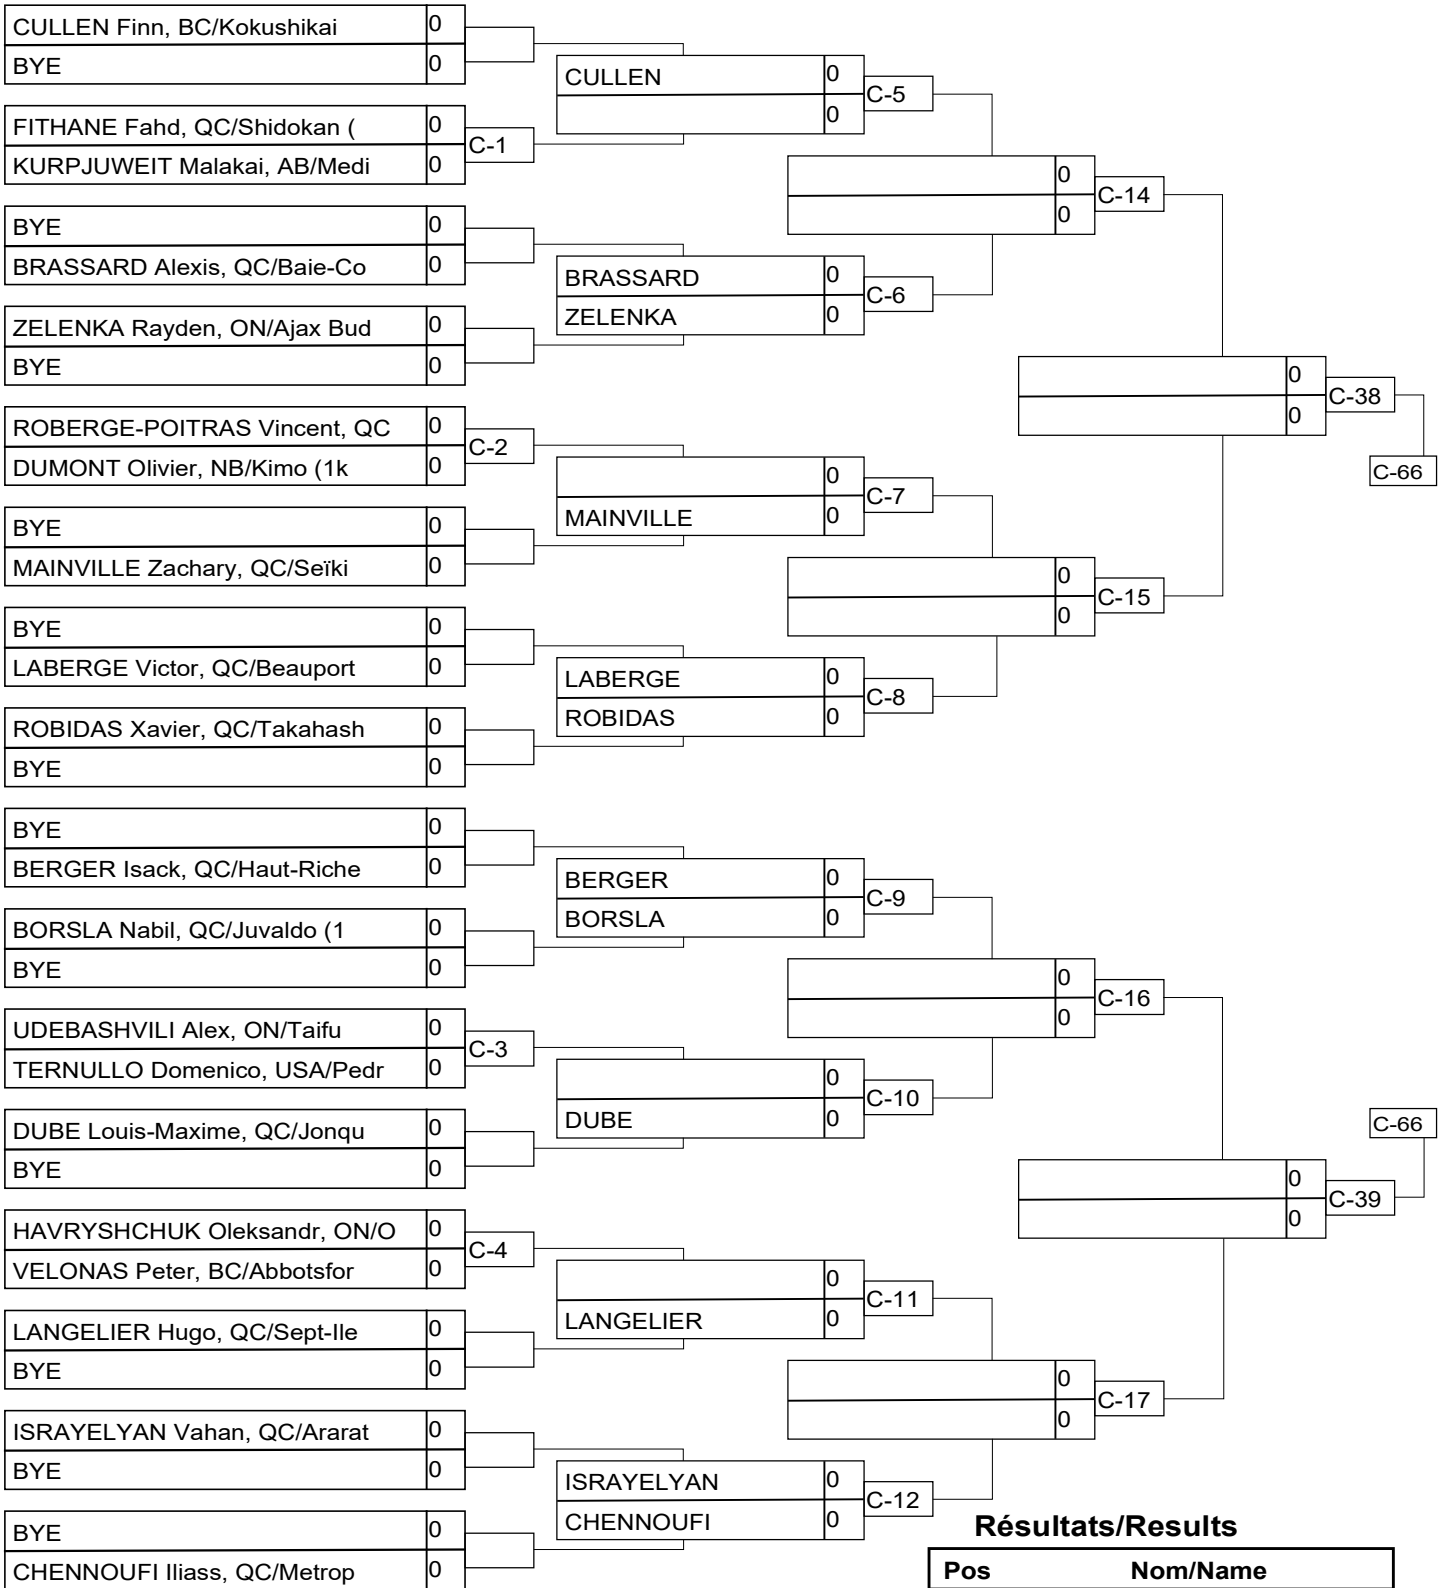 CULLEN Finn, BC/Kokushikai 0
BYE 0
FITHANE Fahd, QC/Shidokan ( 0
KURPJUWEIT Malakai, AB/Medi 0
C-1
BYE 0
BRASSARD Alexis, QC/Baie-Co 0
ZELENKA Rayden, ON/Ajax Bud 0
BYE 0
ROBERGE-POITRAS Vincent, QC 0
DUMONT Olivier, NB/Kimo (1k 0
C-2
BYE 0
MAINVILLE Zachary, QC/Seïki 0
BYE 0
LABERGE Victor, QC/Beauport 0
ROBIDAS Xavier, QC/Takahash 0
BYE 0
BYE 0
BERGER Isack, QC/Haut-Riche 0
BORSLA Nabil, QC/Juvaldo (1 0
BYE 0
UDEBASHVILI Alex, ON/Taifu 0
TERNULLO Domenico, USA/Pedr 0
C-3
DUBE Louis-Maxime, QC/Jonqu 0
BYE 0
HAVRYSHCHUK Oleksandr, ON/O 0
VELONAS Peter, BC/Abbotsfor 0
C-4
LANGELIER Hugo, QC/Sept-Ile 0
BYE 0
ISRAYELYAN Vahan, QC/Ararat 0
BYE 0
BYE 0
CHENNOUFI Iliass, QC/Metrop 0
CULLEN 0
0
C-5
BRASSARD 0
ZELENKA 0
C-6
0
MAINVILLE 0
C-7
LABERGE 0
ROBIDAS 0
C-8
BERGER 0
BORSLA 0
C-9
0
DUBE 0
C-10
0
LANGELIER 0
C-11
ISRAYELYAN 0
CHENNOUFI 0
C-12
0
0
C-14
0
0
C-15
0
0
C-16
0
0
C-17
0
0
C-38
C-66
C-66
0
0
C-39
Résultats/Results
Pos Nom/Name